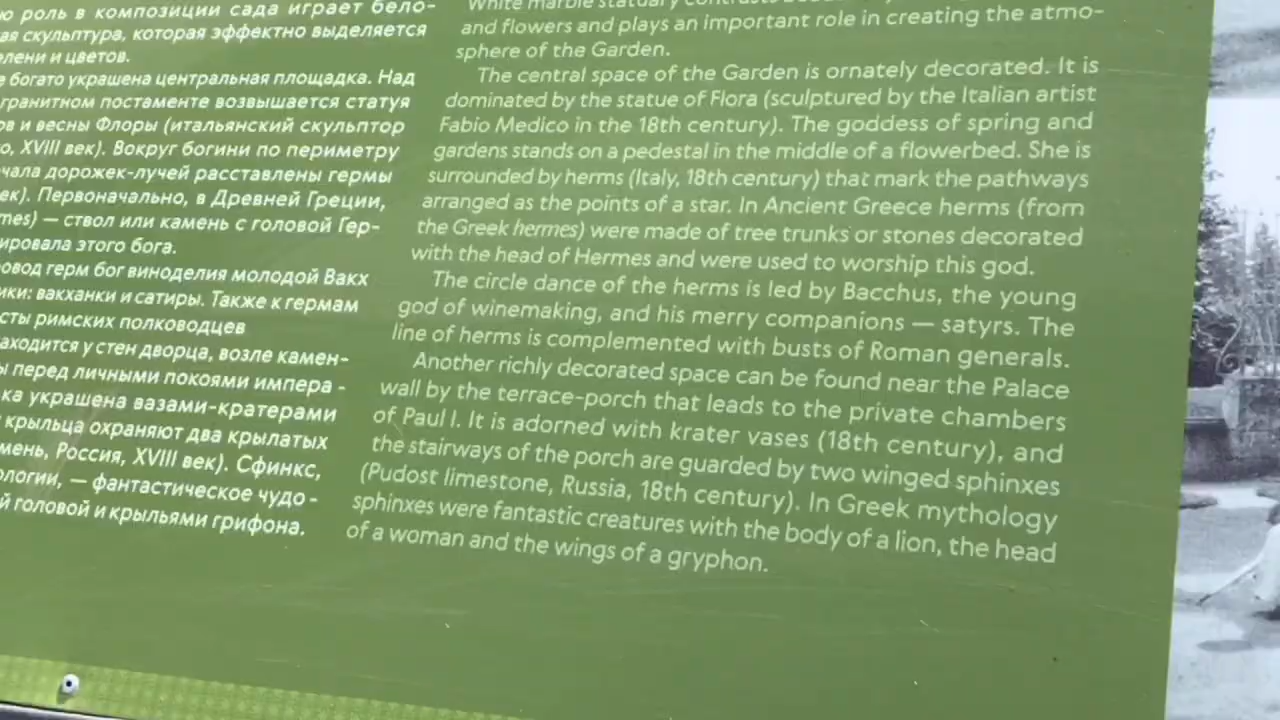 ю роль в композиции сада играет бело-
ая скульптура, которая эффектно выделяется
елени и цветов.
е богато украшена центральная площадка. Над
гранитном постаменте возвышается статуя
ов и весны Флоры (итальянский скульптор
о, XVIII век). Вокруг богини по периметру
чала дорожек-лучей расставлены гермы
ек). Первоначально, в Древней Греции,
mes) — ствол или камень с головой Гер-
ировала этого бога.
овод герм бог виноделия молодой Вакх
ики: вакханки и сатиры. Также к гермам
сты римских полководцев
аходится у стен дворца, возле камен-
ы перед личными покоями импера -
ка украшена вазами-кратерами
крыльца охраняют два крылатых
мень, Россия, XVIII век). Сфинкс,
ологии, — фантастическое чудо -
й головой и крыльями грифона.
White marble statuary contrasts
and flowers and plays an important role in creating the atmo-
sphere of the Garden.
The central space of the Garden is ornately decorated. It is
dominated by the statue of Flora (sculptured by the Italian artist
Fabio Medico in the 18th century). The goddess of spring and
gardens stands on a pedestal in the middle of a flowerbed. She is
surrounded by herms (Italy, 18th century) that mark the pathways
arranged as the points of a star. In Ancient Greece herms (from
the Greek hermes) were made of tree trunks or stones decorated
with the head of Hermes and were used to worship this god.
The circle dance of the herms is led by Bacchus, the young
god of winemaking, and his merry companions — satyrs. The
line of herms is complemented with busts of Roman generals.
Another richly decorated space can be found near the Palace
wall by the terrace-porch that leads to the private chambers
of Paul I. It is adorned with krater vases (18th century), and
the stairways of the porch are guarded by two winged sphinxes
(Pudost limestone, Russia, 18th century). In Greek mythology
sphinxes were fantastic creatures with the body of a lion, the head
of a woman and the wings of a gryphon.